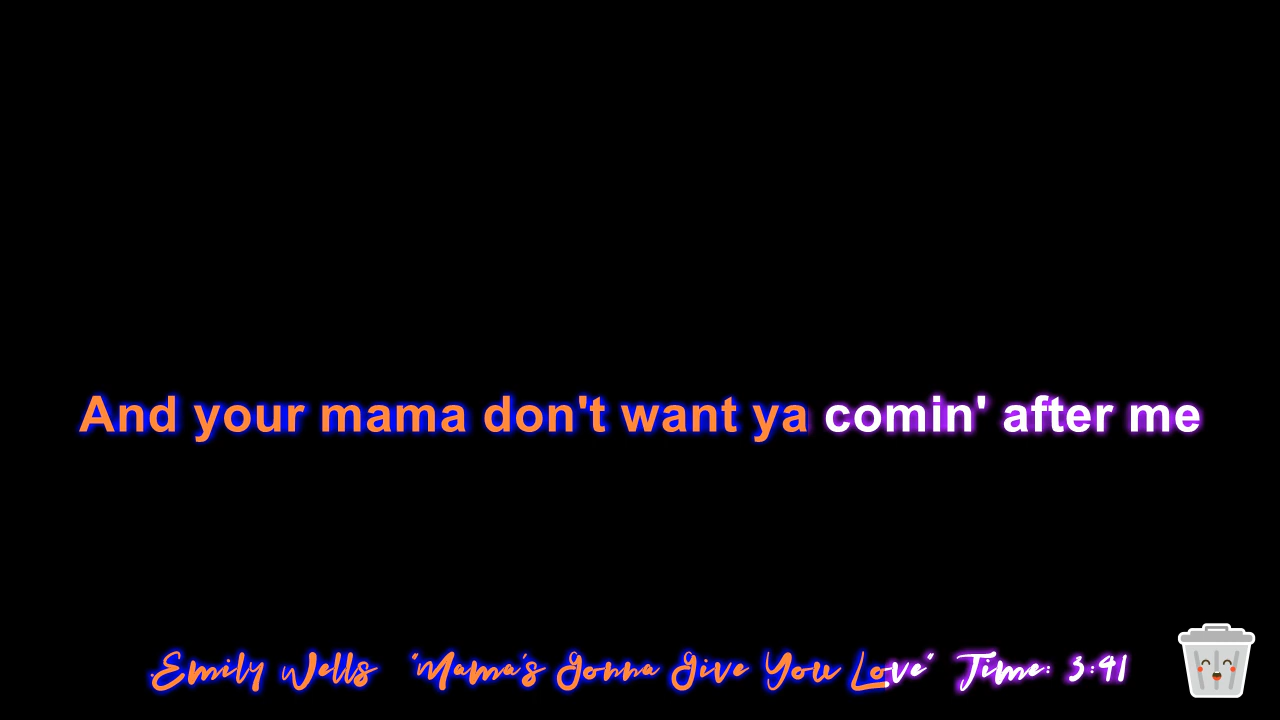 And your mama don't want ya comin' after me
Emily Wells "Mama's Gonna Give You Love" Time: 3:41